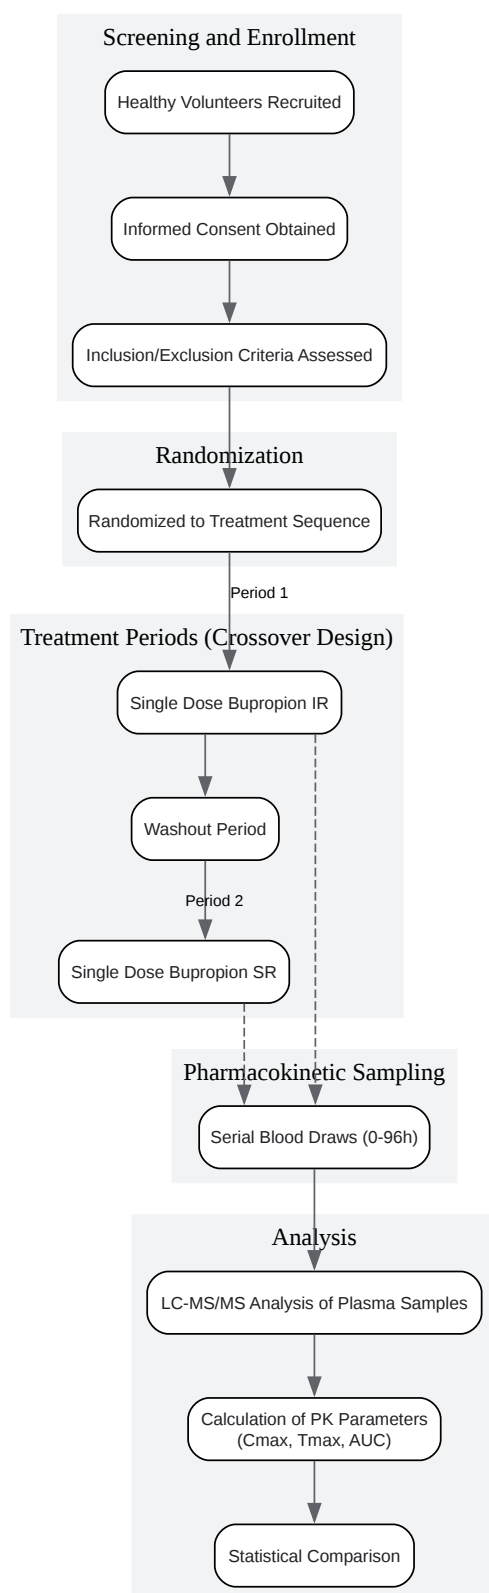 Screening and Enrollment
Healthy Volunteers Recruited
Informed Consent Obtained
Inclusion/Exclusion Criteria Assessed
Randomization
Randomized to Treatment Sequence
Period 1
Treatment Periods (Crossover Design)
Single Dose Bupropion IR
Washout Period
Period 2
Single Dose Bupropion SR
Pharmacokinetic Sampling
Serial Blood Draws (0-96h)
Analysis
LC-MS/MS Analysis of Plasma Samples
Calculation of PK Parameters
(Cmax, Tmax, AUC)
Statistical Comparison